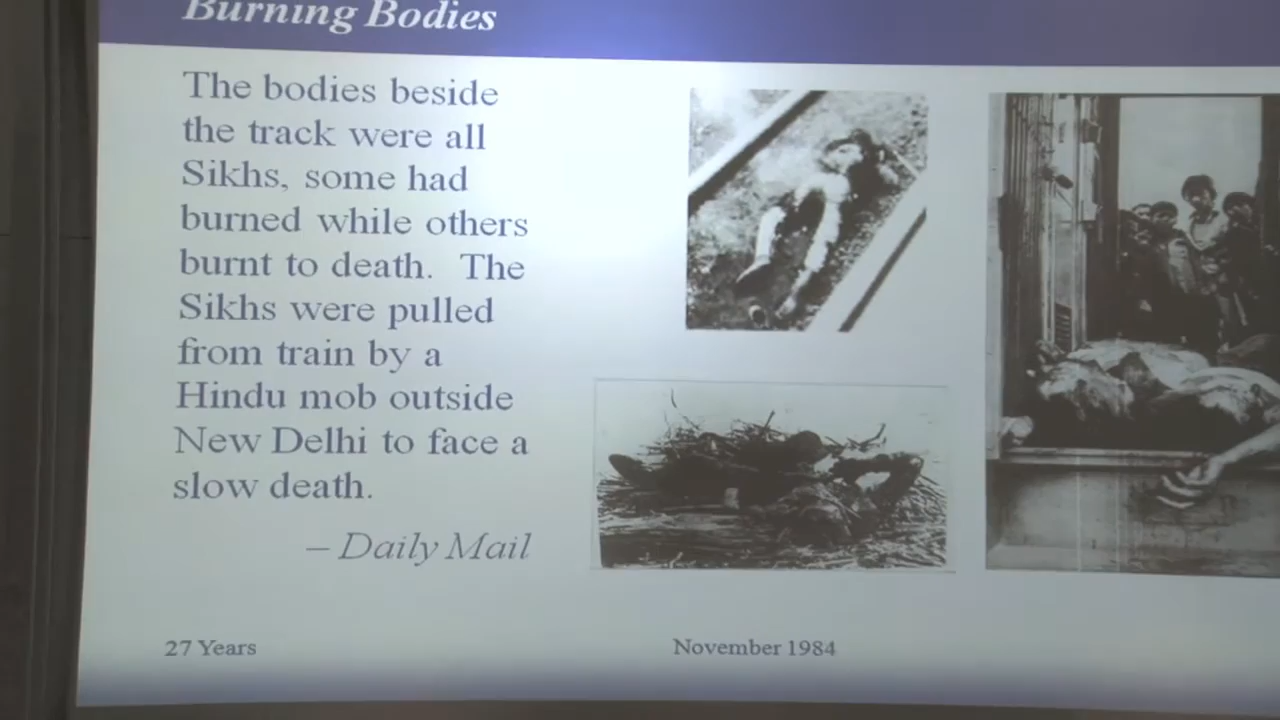 Burning Bodies
The bodies beside
the track were all
Sikhs, some had
burned while others
burnt to death. The
Sikhs were pulled
from train by a
Hindu mob outside
New Delhi to face a
slow death.
– Daily Mail
27 Years
November 1984